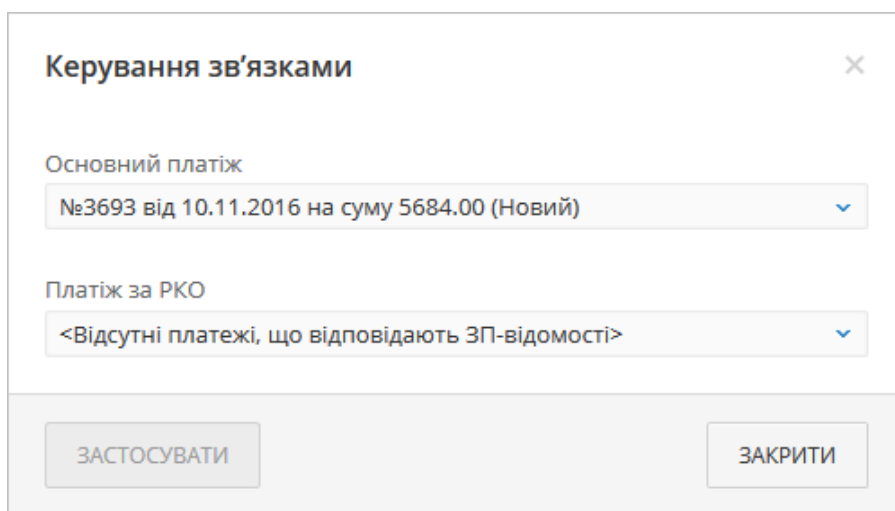 Керування зв’язками
Основний платіж
№3693 від 10.11.2016 на суму 5684.00 (Новий)
Платіж за РКО
<Відсутні платежі, що відповідають ЗП-відомості>
ЗАСТОСУВАТИ
ЗАКРИТИ